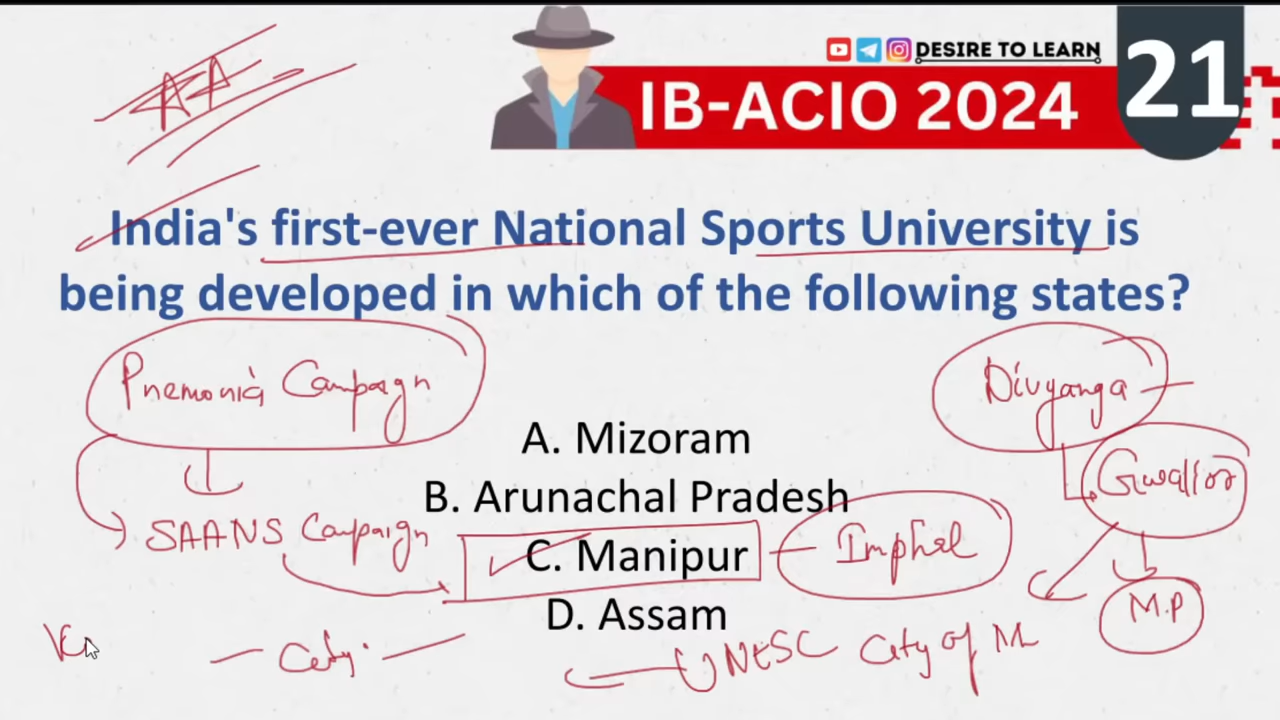 A-A
DESIRE TO LEARN
IB-ACIO 2024
21
India's first-ever National Sports University is
being developed in which of the following states?
Pnemonia Campaign
Divyanga
A. Mizoram
Gwalior
B. Arunachal Pradesh
SAANS Campaign
C. Manipur
Imphal
D. Assam
M.P
City
UNESC City of M